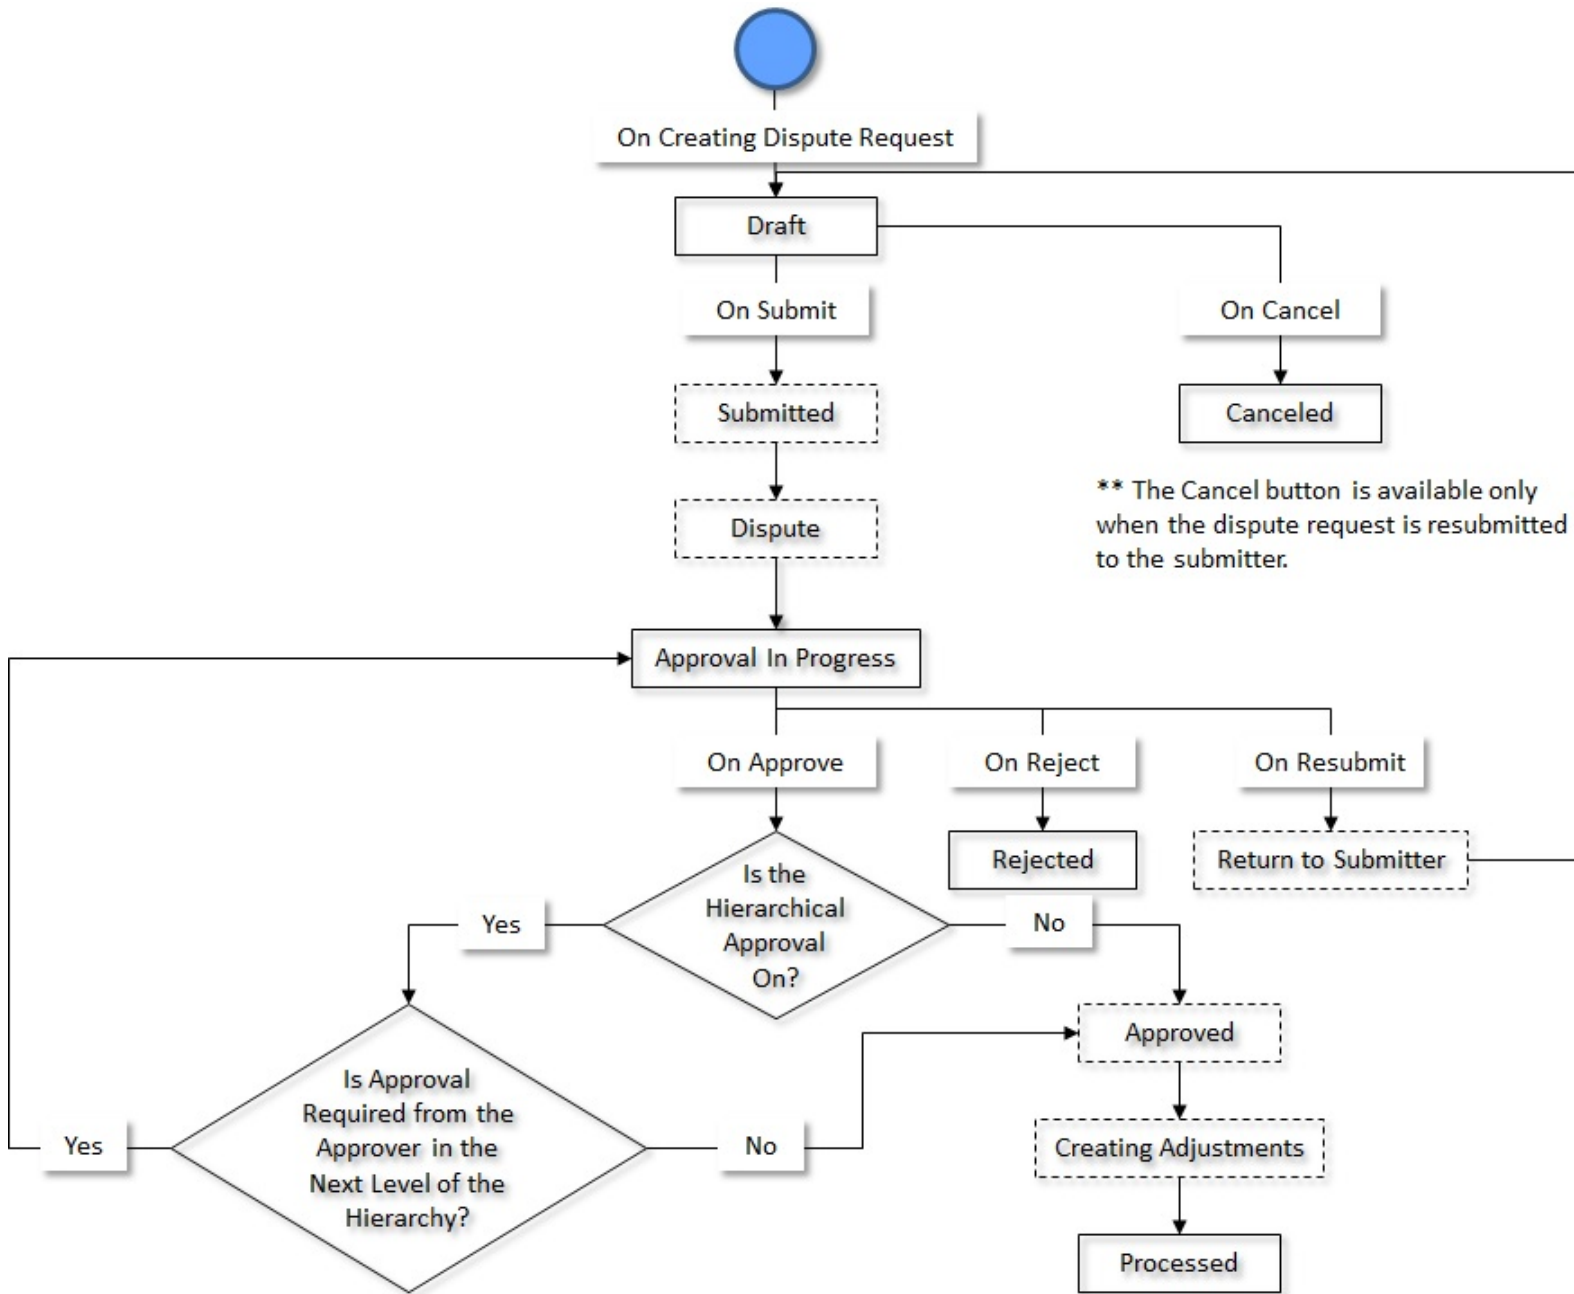 On Creating Dispute Request
Draft
On Submit
On Cancel
Submitted
Canceled
** The Cancel button is available only
when the dispute request is resubmitted
to the submitter.
Dispute
Approval In Progress
On Approve
On Reject
On Resubmit
Rejected
Return to Submitter
Is the
Hierarchical
Approval
On?
Yes
No
Approved
Is Approval
Required from the
Approver in the
Next Level of the
Hierarchy?
Yes
No
Creating Adjustments
Processed